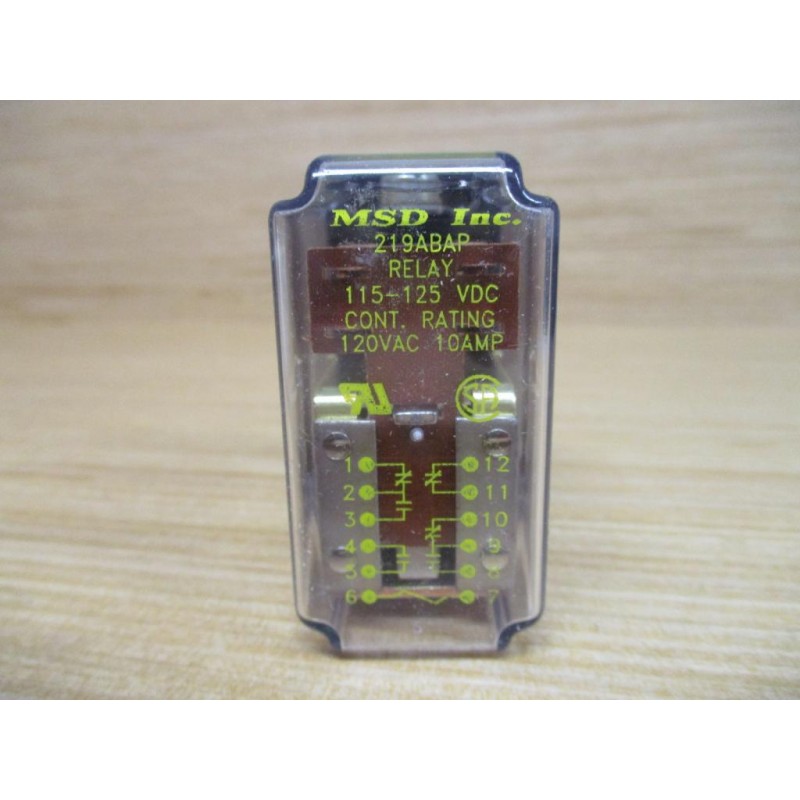 MSD Inc.
219ABAP
RELAY
115-125 VDC
CONT. RATING
120VAC 10AMP
1 12
2 11
3 10
4 9
5 8
6 7